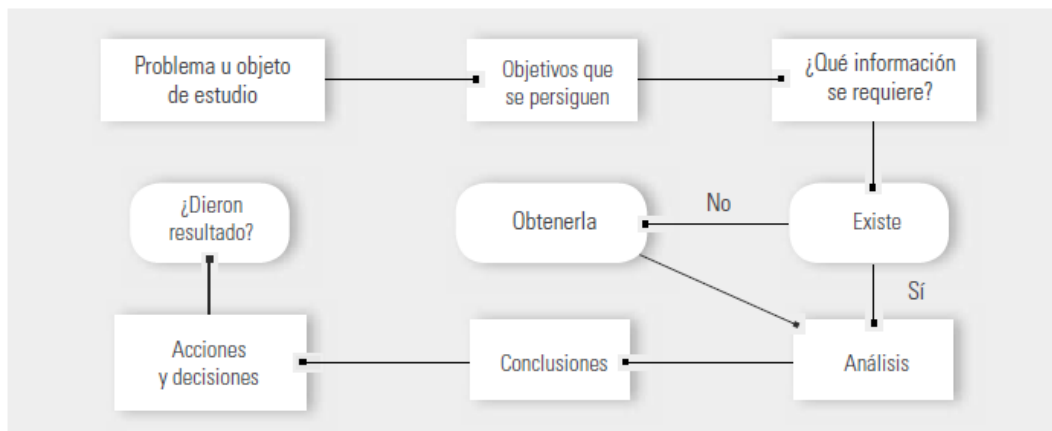 Problema u objeto
de estudio
Objetivos que
se persiguen
¿Qué información
se requiere?
¿Dieron
resultado?
Obtenerla
No
Existe
Sí
Acciones
y decisiones
Conclusiones
Análisis